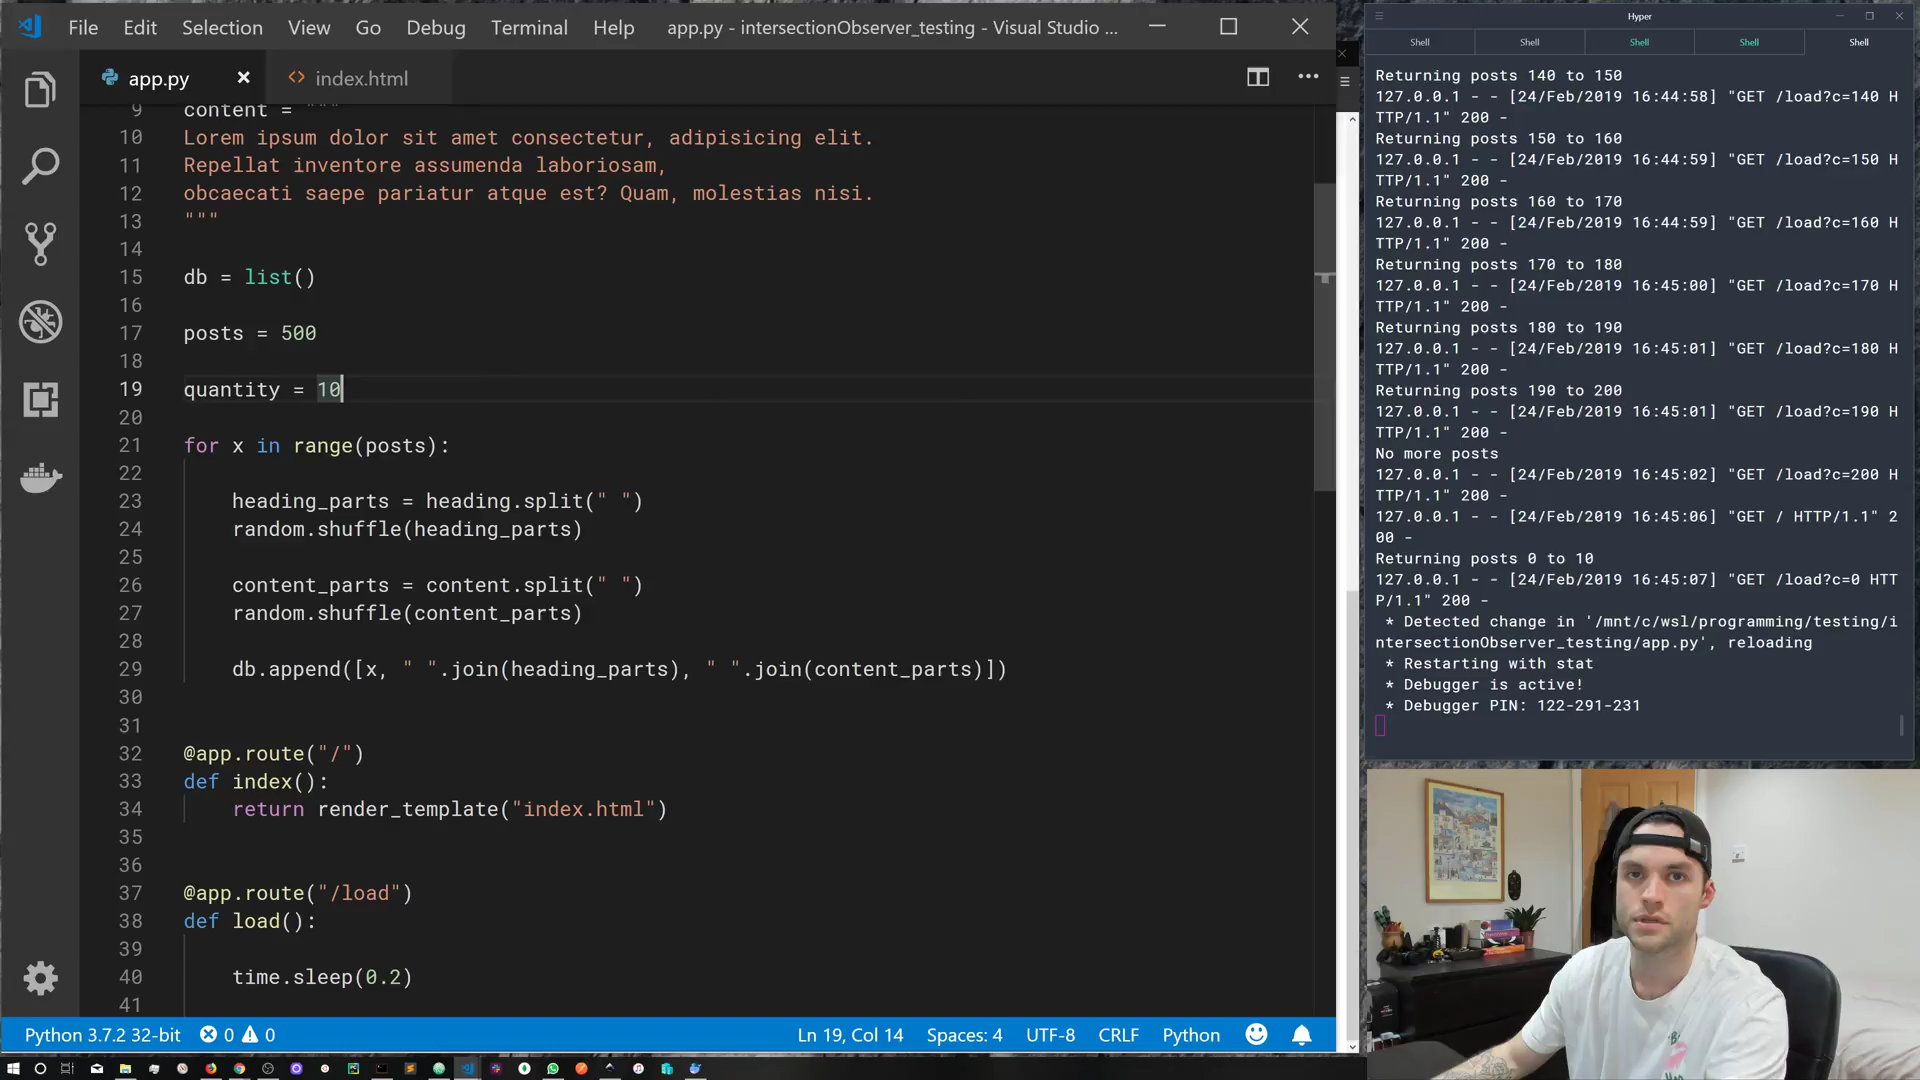 File Edit Selection View Go Debug Terminal Help app.py - intersectionObserver_testing - Visual Studio ...
app.py index.html
9 content = """
10 Lorem ipsum dolor sit amet consectetur, adipisicing elit.
11 Repellat inventore assumenda laboriosam,
12 obcaecati saepe pariatur atque est? Quam, molestias nisi.
13 """
14
15 db = list()
16
17 posts = 500
18
19 quantity = 10
20
21 for x in range(posts):
22
23 heading_parts = heading.split(" ")
24 random.shuffle(heading_parts)
25
26 content_parts = content.split(" ")
27 random.shuffle(content_parts)
28
29 db.append([x, " ".join(heading_parts), " ".join(content_parts)])
30
31
32 @app.route("/")
33 def index():
34 return render_template("index.html")
35
36
37 @app.route("/load")
38 def load():
39
40 time.sleep(0.2)
41
Python 3.7.2 32-bit 0 0 Ln 19, Col 14 Spaces: 4 UTF-8 CRLF Python
Hyper
Shell Shell Shell Shell Shell
Returning posts 140 to 150
127.0.0.1 - - [24/Feb/2019 16:44:58] "GET /load?c=140 H
TTP/1.1" 200 -
Returning posts 150 to 160
127.0.0.1 - - [24/Feb/2019 16:44:59] "GET /load?c=150 H
TTP/1.1" 200 -
Returning posts 160 to 170
127.0.0.1 - - [24/Feb/2019 16:44:59] "GET /load?c=160 H
TTP/1.1" 200 -
Returning posts 170 to 180
127.0.0.1 - - [24/Feb/2019 16:45:00] "GET /load?c=170 H
TTP/1.1" 200 -
Returning posts 180 to 190
127.0.0.1 - - [24/Feb/2019 16:45:01] "GET /load?c=180 H
TTP/1.1" 200 -
Returning posts 190 to 200
127.0.0.1 - - [24/Feb/2019 16:45:01] "GET /load?c=190 H
TTP/1.1" 200 -
No more posts
127.0.0.1 - - [24/Feb/2019 16:45:02] "GET /load?c=200 H
TTP/1.1" 200 -
127.0.0.1 - - [24/Feb/2019 16:45:06] "GET / HTTP/1.1" 2
00 -
Returning posts 0 to 10
127.0.0.1 - - [24/Feb/2019 16:45:07] "GET /load?c=0 HTT
P/1.1" 200 -
* Detected change in '/mnt/c/wsl/programming/testing/i
ntersectionObserver_testing/app.py', reloading
* Restarting with stat
* Debugger is active!
* Debugger PIN: 122-291-231